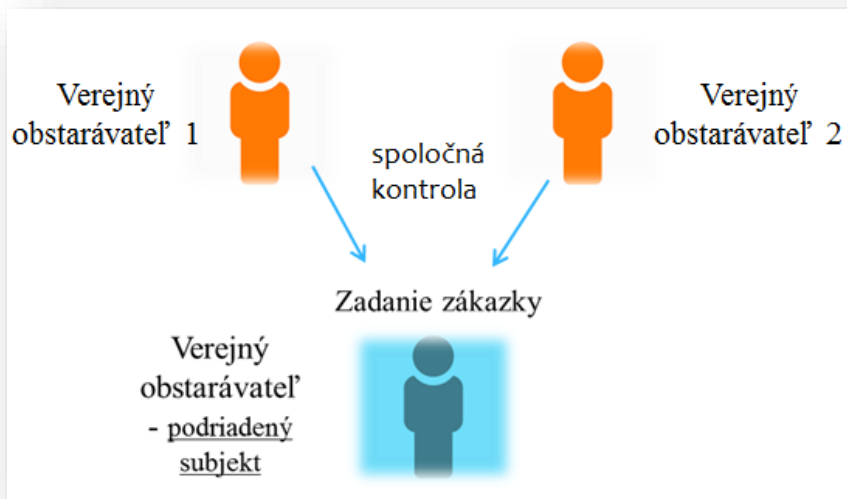 Verejný
obstarávateľ 1
Verejný
obstarávateľ 2
spoločná
kontrola
Zadanie zákazky
Verejný
obstarávateľ
- podriadený
subjekt